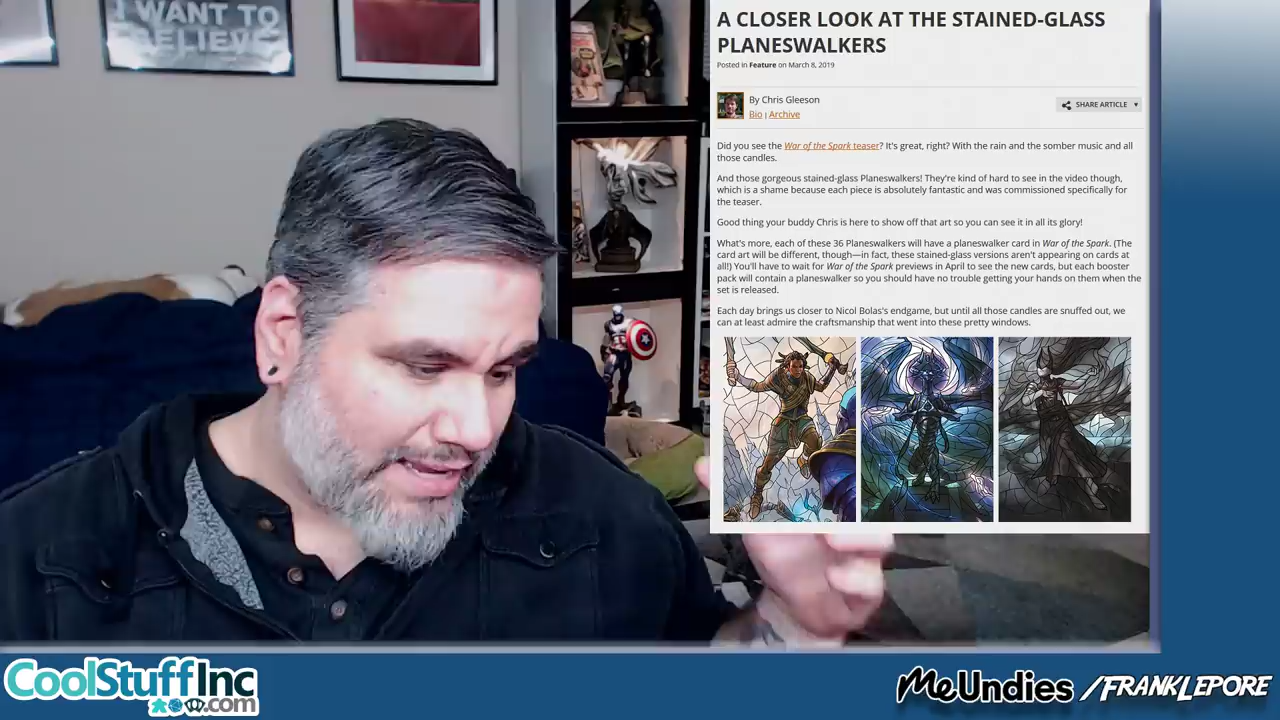 I WANT TO
BELIEVE
A CLOSER LOOK AT THE STAINED-GLASS
PLANESWALKERS
Posted in Feature on March 8, 2019
By Chris Gleeson
Bio | Archive
SHARE ARTICLE
Did you see the War of the Spark teaser? It's great, right? With the rain and the somber music and all
those candles.
And those gorgeous stained-glass Planeswalkers! They're kind of hard to see in the video though,
which is a shame because each piece is absolutely fantastic and was commissioned specifically for
the teaser.
Good thing your buddy Chris is here to show off that art so you can see it in all its glory!
What's more, each of these 36 Planeswalkers will have a planeswalker card in War of the Spark. (The
card art will be different, though—in fact, these stained-glass versions aren't appearing on cards at
all!) You'll have to wait for War of the Spark previews in April to see the new cards, but each booster
pack will contain a planeswalker so you should have no trouble getting your hands on them when the
set is released.
Each day brings us closer to Nicol Bolas's endgame, but until all those candles are snuffed out, we
can at least admire the craftsmanship that went into these pretty windows.
CoolStuffInc
.com
MeUndies /FRANKLEPORE